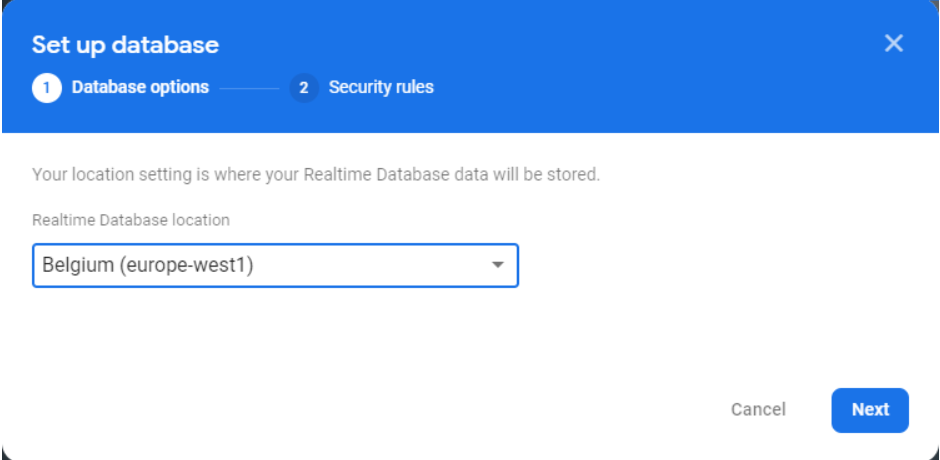 Set up database
1 Database options 2 Security rules
Your location setting is where your Realtime Database data will be stored.
Realtime Database location
Belgium (europe-west1)
Cancel Next